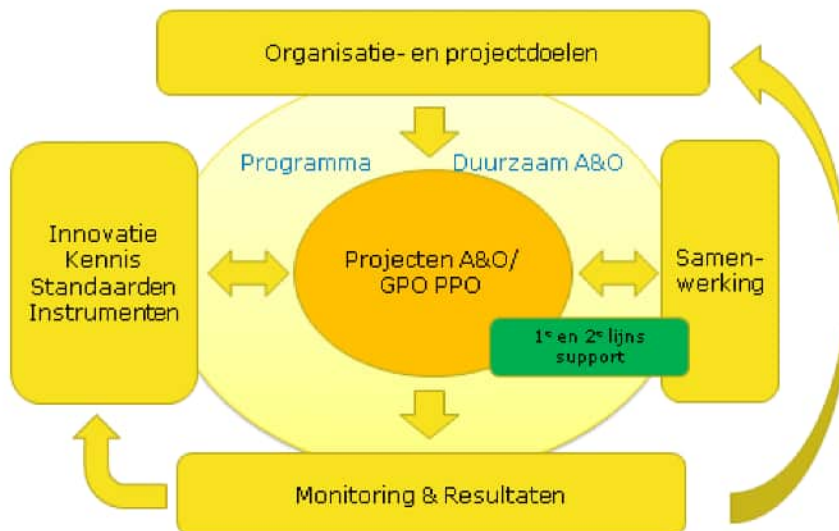 Organisatie- en projectdoelen
Programma
Duurzaam A&O
Innovatie
Kennis
Standaarden
Instrumenten
Projecten A&O/
GPO PPO
Samen-
werking
1e en 2e lijns
support
Monitoring & Resultaten